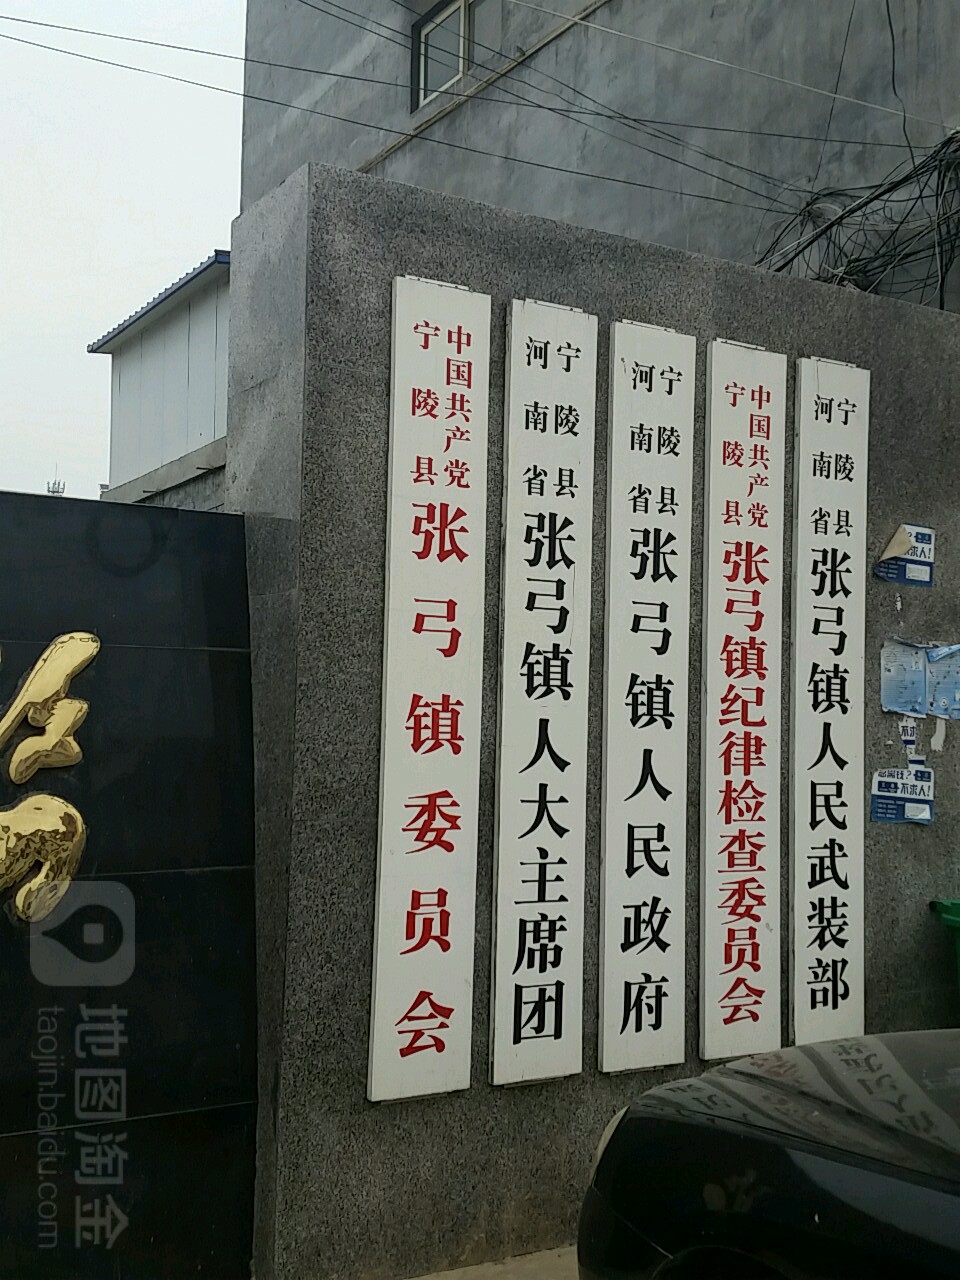 中国共产党
宁陵县
张弓镇委员会
河南省
宁陵县
张弓镇人大主席团
河南省
宁陵县
张弓镇人民政府
中国共产党
宁陵县
张弓镇纪律检查委员会
河南省
宁陵县
张弓镇人民武装部
不求人!
地图淘金
taojin.baidu.com